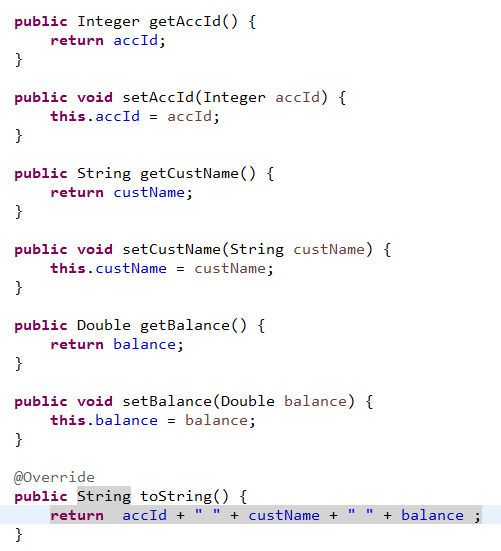 public Integer getAccId() {
    return accId;
}

public void setAccId(Integer accId) {
    this.accId = accId;
}

public String getCustName() {
    return custName;
}

public void setCustName(String custName) {
    this.custName = custName;
}

public Double getBalance() {
    return balance;
}

public void setBalance(Double balance) {
    this.balance = balance;
}

@Override
public String toString() {
    return  accId + " " + custName + " " + balance ;
}